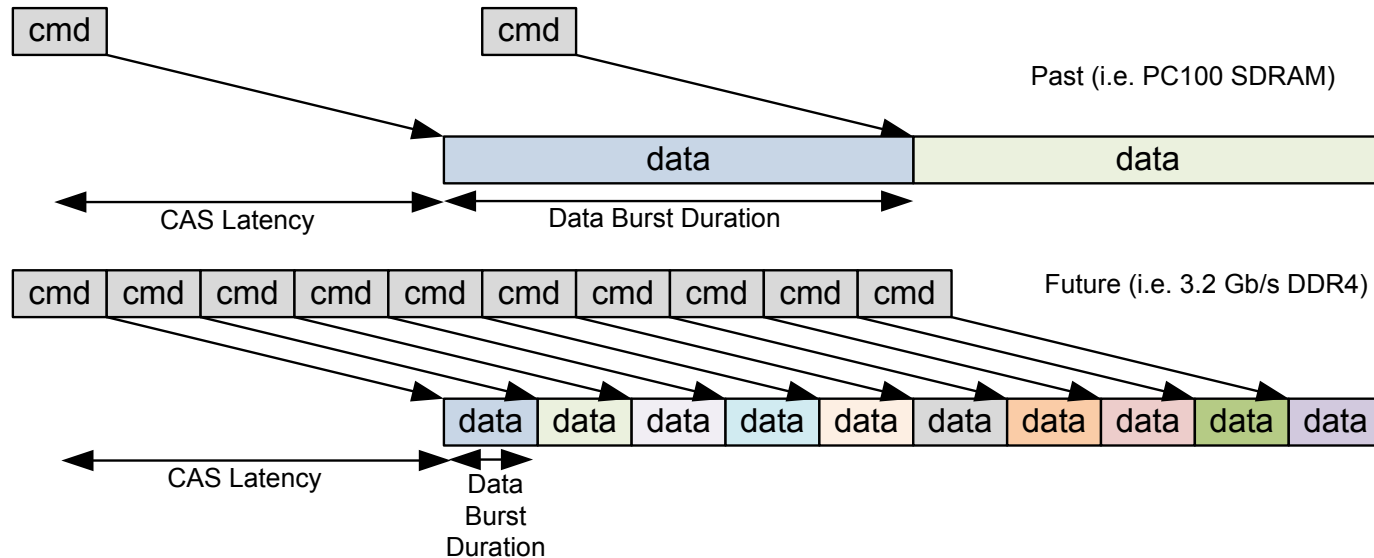 cmd cmd
Past (i.e. PC100 SDRAM)
data data
CAS Latency Data Burst Duration
cmd cmd cmd cmd cmd cmd cmd cmd cmd cmd
Future (i.e. 3.2 Gb/s DDR4)
data data data data data data data data data data
CAS Latency
Data
Burst
Duration